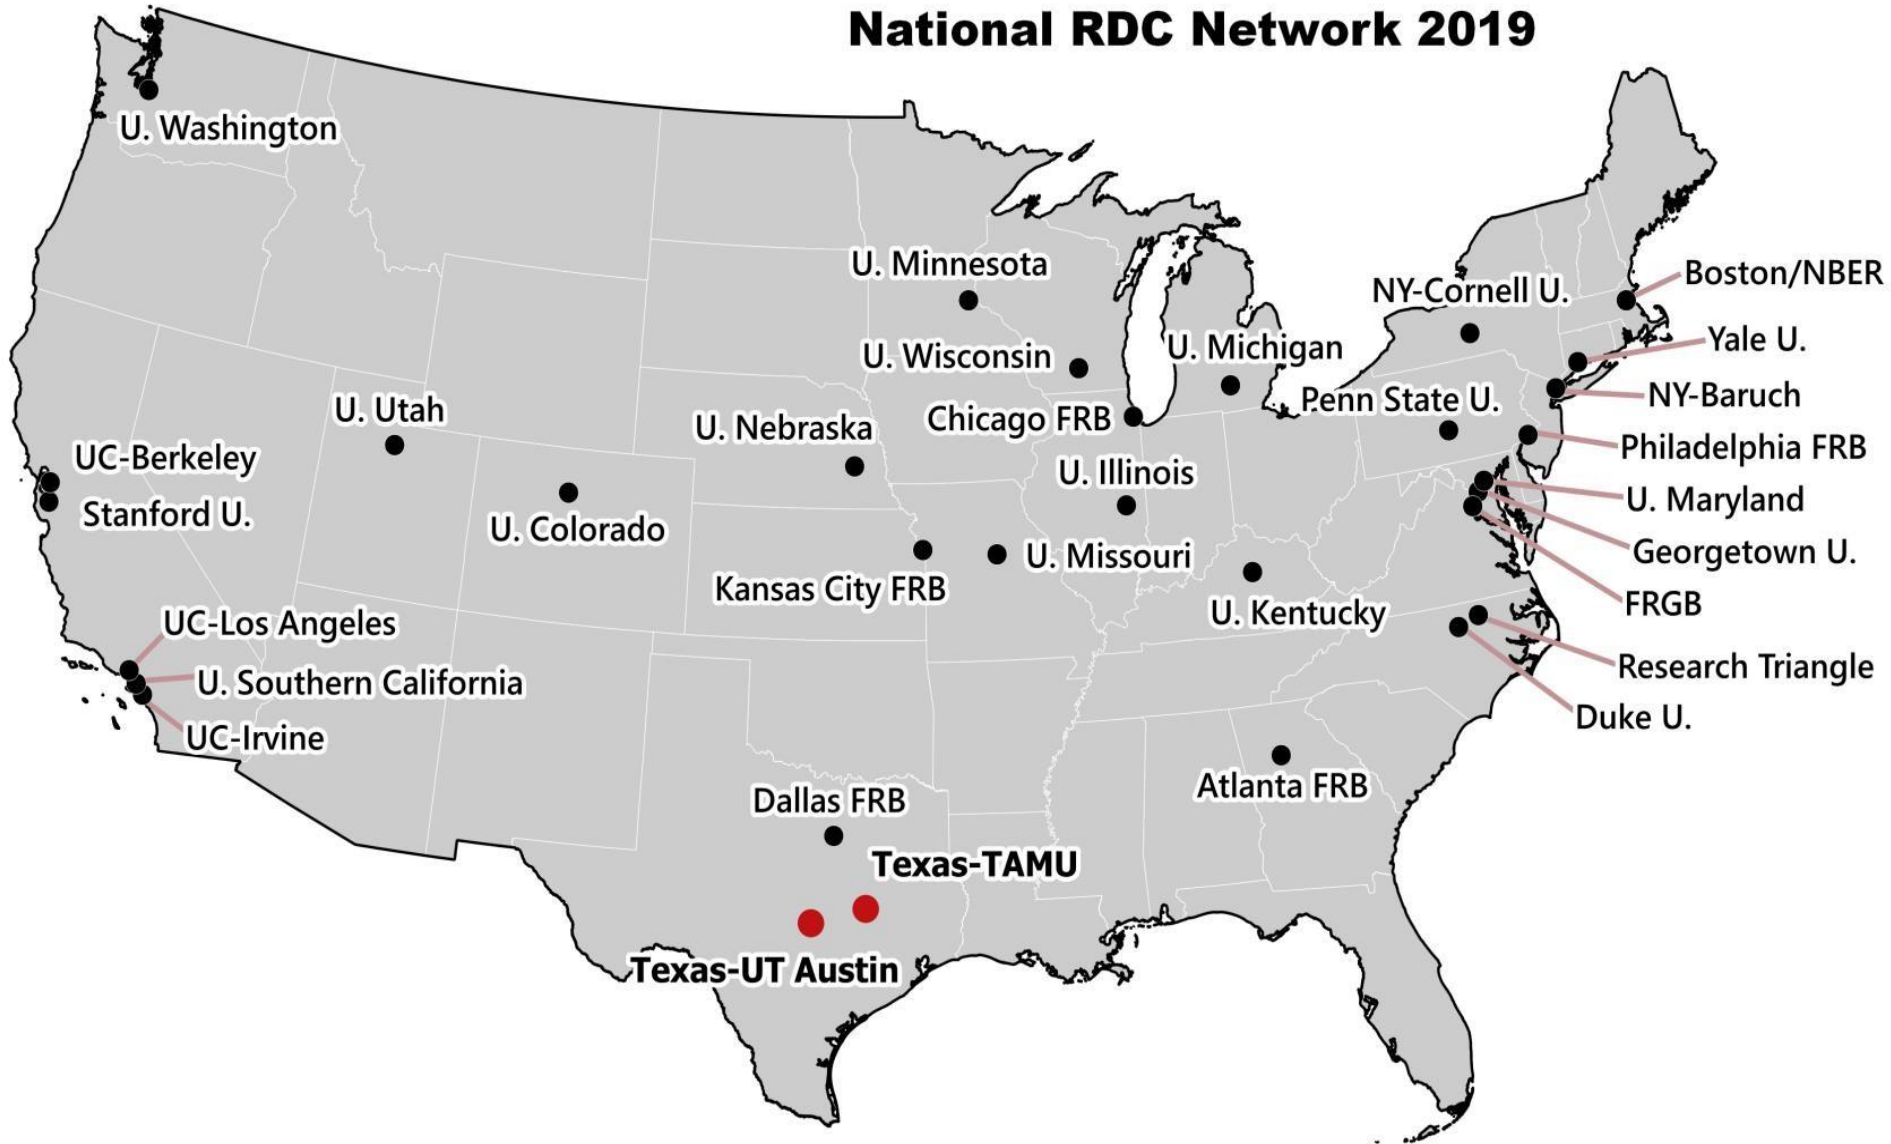 National RDC Network 2019
U. Washington
U. Minnesota
Boston/NBER
NY-Cornell U.
Yale U.
U. Wisconsin
U. Michigan
NY-Baruch
Penn State U.
U. Utah
Chicago FRB
U. Nebraska
Philadelphia FRB
UC-Berkeley
U. Illinois
U. Maryland
Stanford U.
U. Colorado
Georgetown U.
U. Missouri
Kansas City FRB
FRGB
U. Kentucky
UC-Los Angeles
Research Triangle
U. Southern California
Duke U.
UC-Irvine
Atlanta FRB
Dallas FRB
Texas-TAMU
Texas-UT Austin